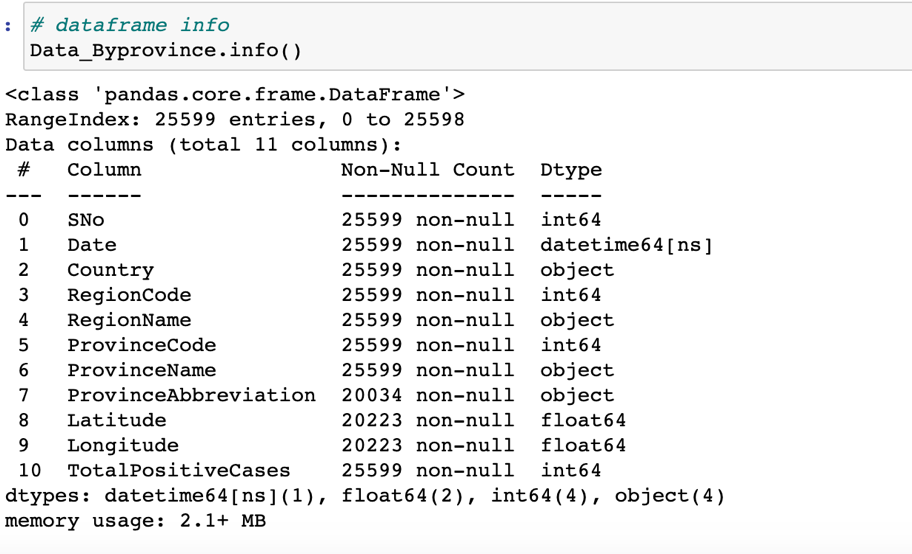 : # dataframe info
Data_Byprovince.info()
<class 'pandas.core.frame.DataFrame'>
RangeIndex: 25599 entries, 0 to 25598
Data columns (total 11 columns):
 #   Column                Non-Null Count  Dtype
---  ------                --------------  -----
 0   SNo                   25599 non-null  int64
 1   Date                  25599 non-null  datetime64[ns]
 2   Country               25599 non-null  object
 3   RegionCode            25599 non-null  int64
 4   RegionName            25599 non-null  object
 5   ProvinceCode          25599 non-null  int64
 6   ProvinceName          25599 non-null  object
 7   ProvinceAbbreviation  20034 non-null  object
 8   Latitude              20223 non-null  float64
 9   Longitude             20223 non-null  float64
 10  TotalPositiveCases    25599 non-null  int64
dtypes: datetime64[ns](1), float64(2), int64(4), object(4)
memory usage: 2.1+ MB